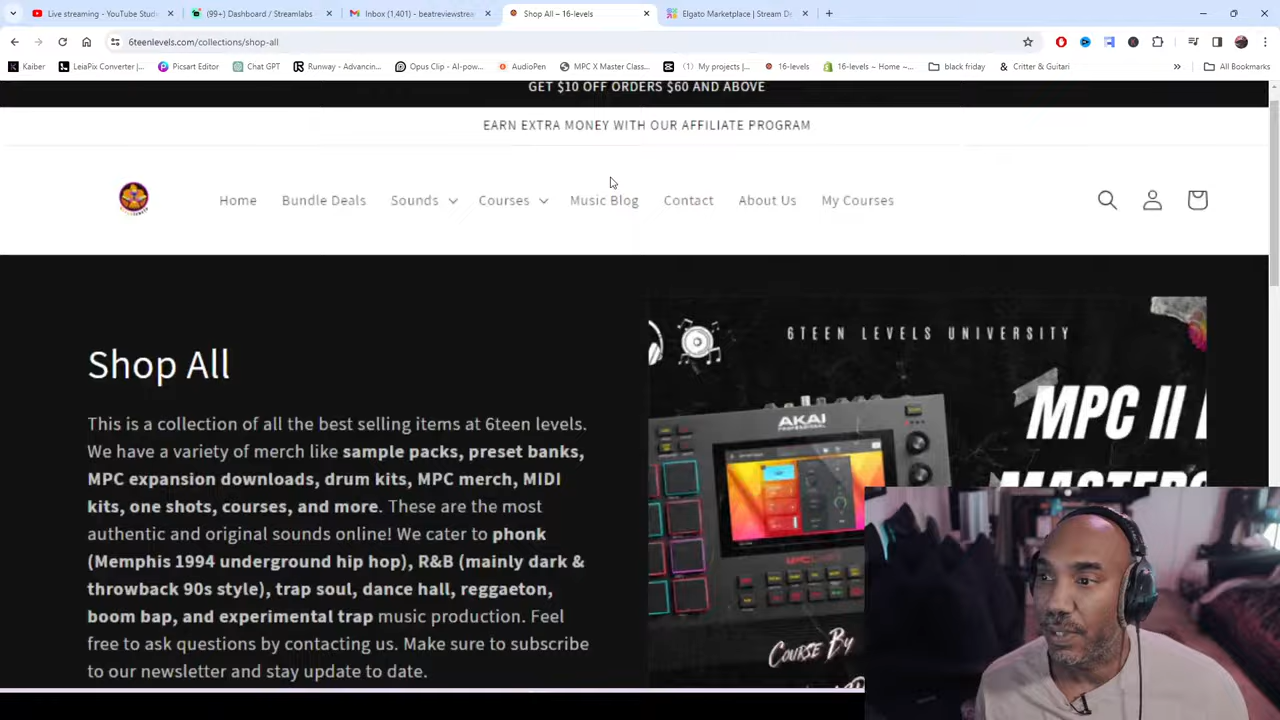 Live streaming - YouTube Studi
(99+) Dashboard / Streamlabs
Inbox (1,401) - beatreviewstrea
Shop All – 16-levels
Elgato Marketplace | Stream De
6teenlevels.com/collections/shop-all
Kaiber
LeiaPix Converter |...
Picsart Editor
Chat GPT
Runway - Advancin...
Opus Clip - AI-pow...
AudioPen
MPC X Master Class...
(1) My projects |...
16-levels
16-levels ~ Home ~...
black friday
Critter & Guitari
»
All Bookmarks
GET $10 OFF ORDERS $60 AND ABOVE
EARN EXTRA MONEY WITH OUR AFFILIATE PROGRAM
Home
Bundle Deals
Sounds
Courses
Music Blog
Contact
About Us
My Courses
Shop All
This is a collection of all the best selling items at 6teen levels.
We have a variety of merch like sample packs, preset banks,
MPC expansion downloads, drum kits, MPC merch, MIDI
kits, one shots, courses, and more. These are the most
authentic and original sounds online! We cater to phonk
(Memphis 1994 underground hip hop), R&B (mainly dark &
throwback 90s style), trap soul, dance hall, reggaeton,
boom bap, and experimental trap music production. Feel
free to ask questions by contacting us. Make sure to subscribe
to our newsletter and stay update to date.
6TEEN LEVELS UNIVERSITY
MPC II
AKAI
PROFESSIONAL
COURSE BY